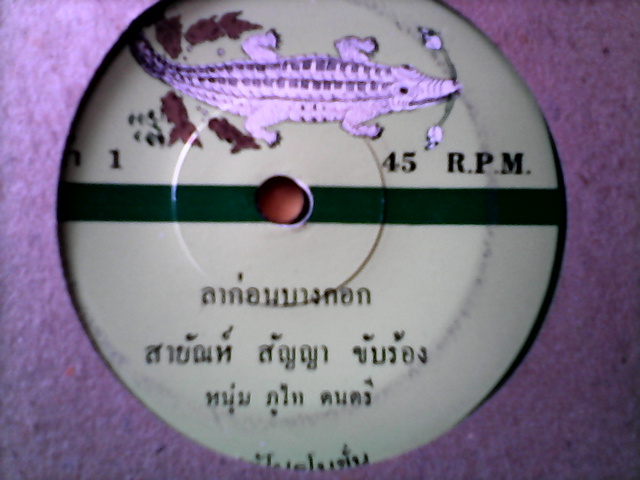 1
45 R.P.M.
ลาก่อนบางกอก
สายัณห์ สัญญา ขับร้อง
หนุ่ม ภูไท ดนตรี